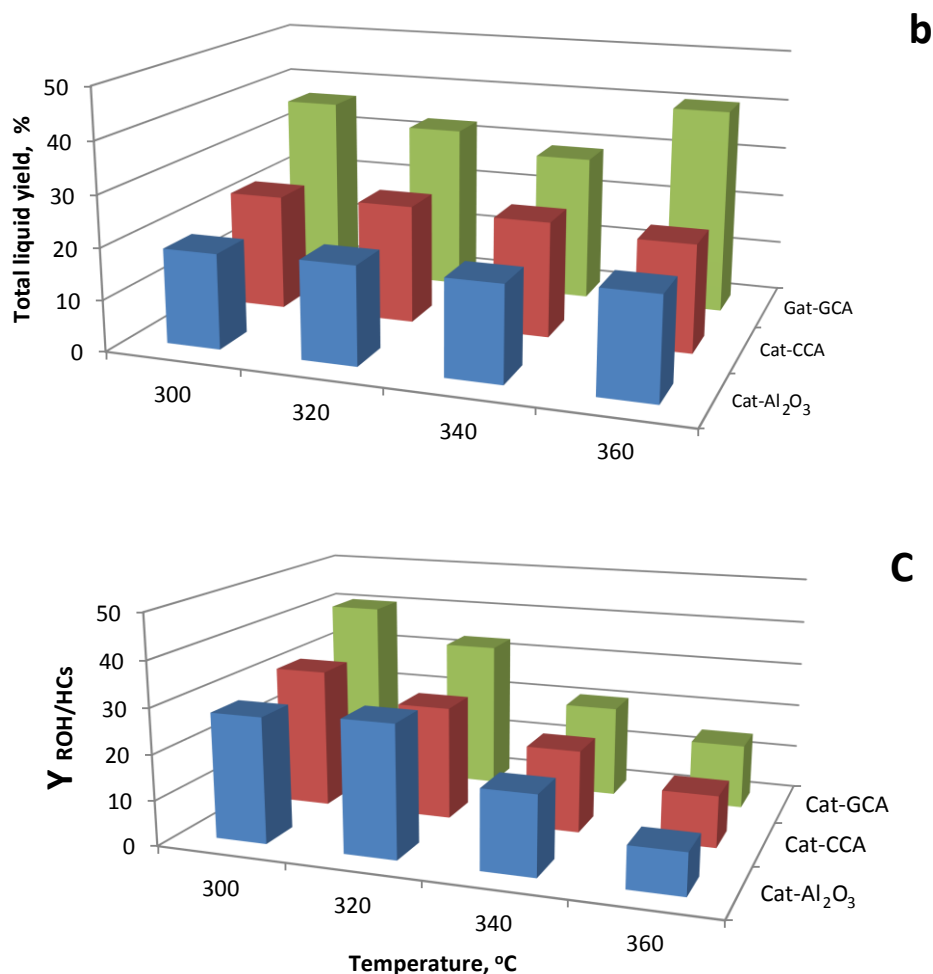 b
Total liquid yield, %
50
40
30
20
10
0
300
320
340
360
Gat-GCA
Cat-CCA
Cat-Al₂O₃
C
Y ROH/HCs
50
40
30
20
10
0
300
320
340
360
Cat-GCA
Cat-CCA
Cat-Al₂O₃
Temperature, ᵒC